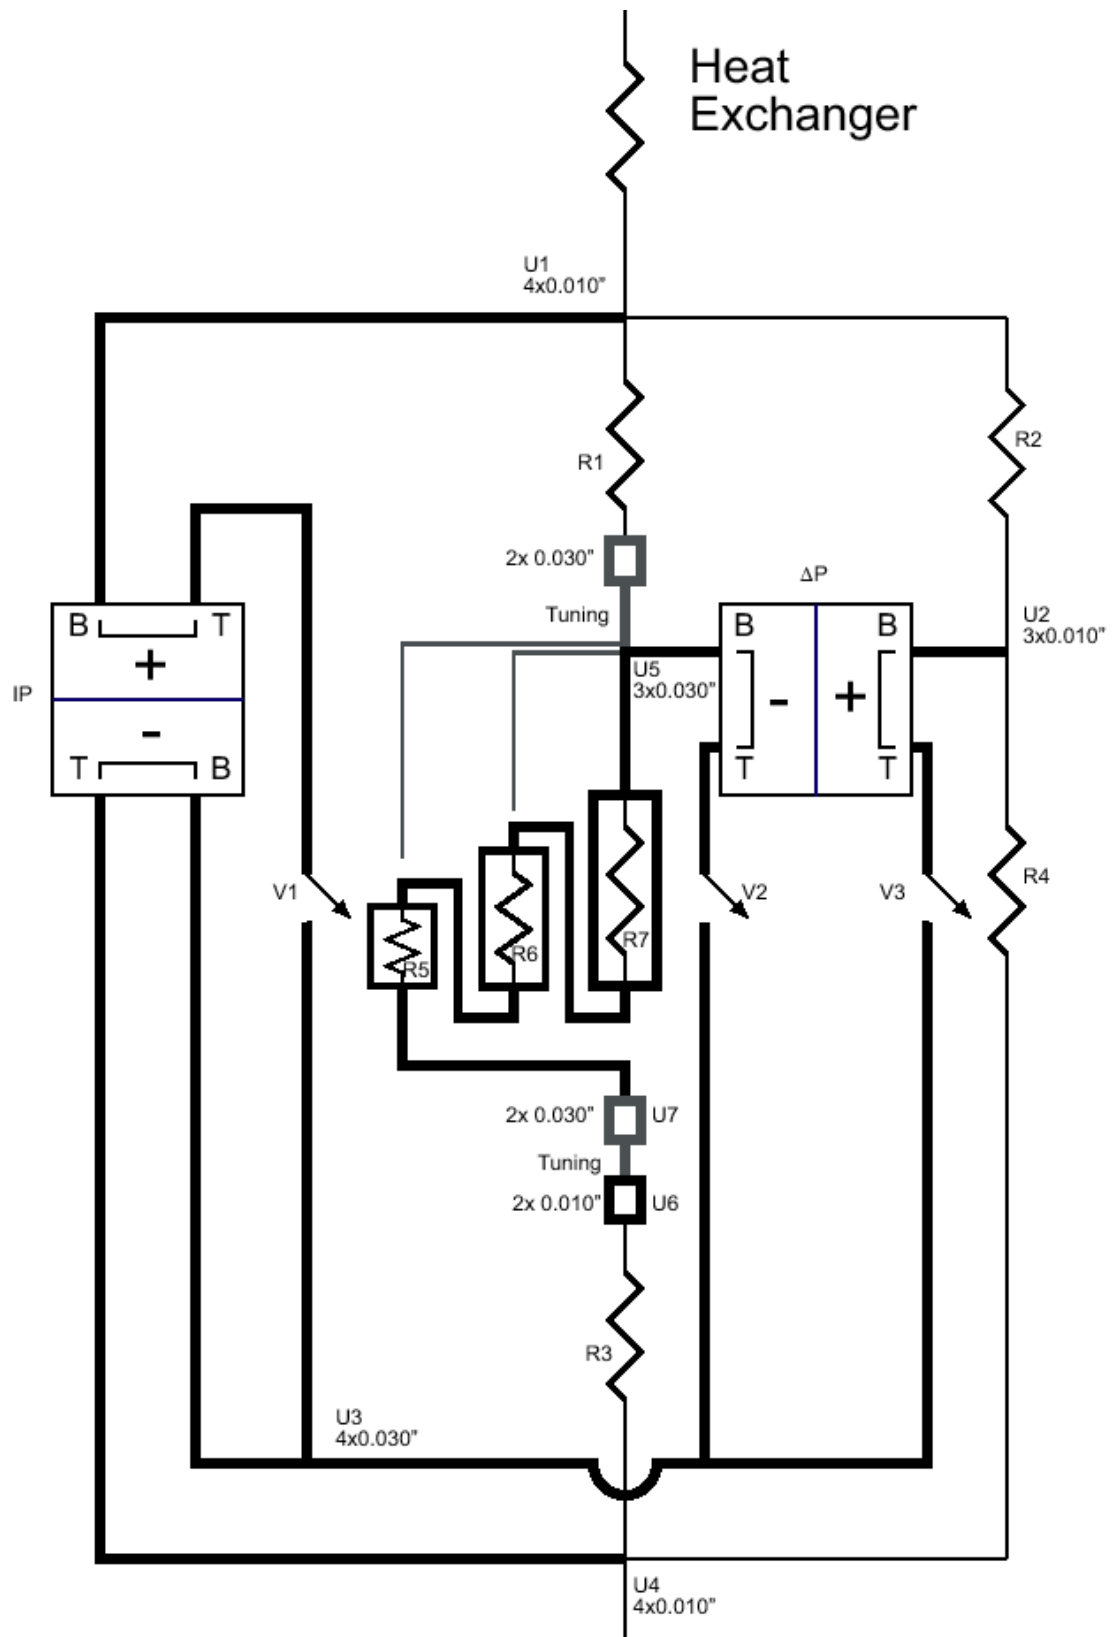 Heat
Exchanger
U1
4x0.010”
R1
R2
2x 0.030”
Tuning
ΔP
B T
+
IP
-
T B
B B
- +
T T
U2
3x0.010”
U5
3x0.030”
V1
V2
V3
R4
R5
R6
R7
2x 0.030” U7
Tuning
2x 0.010” U6
R3
U3
4x0.030”
U4
4x0.010”